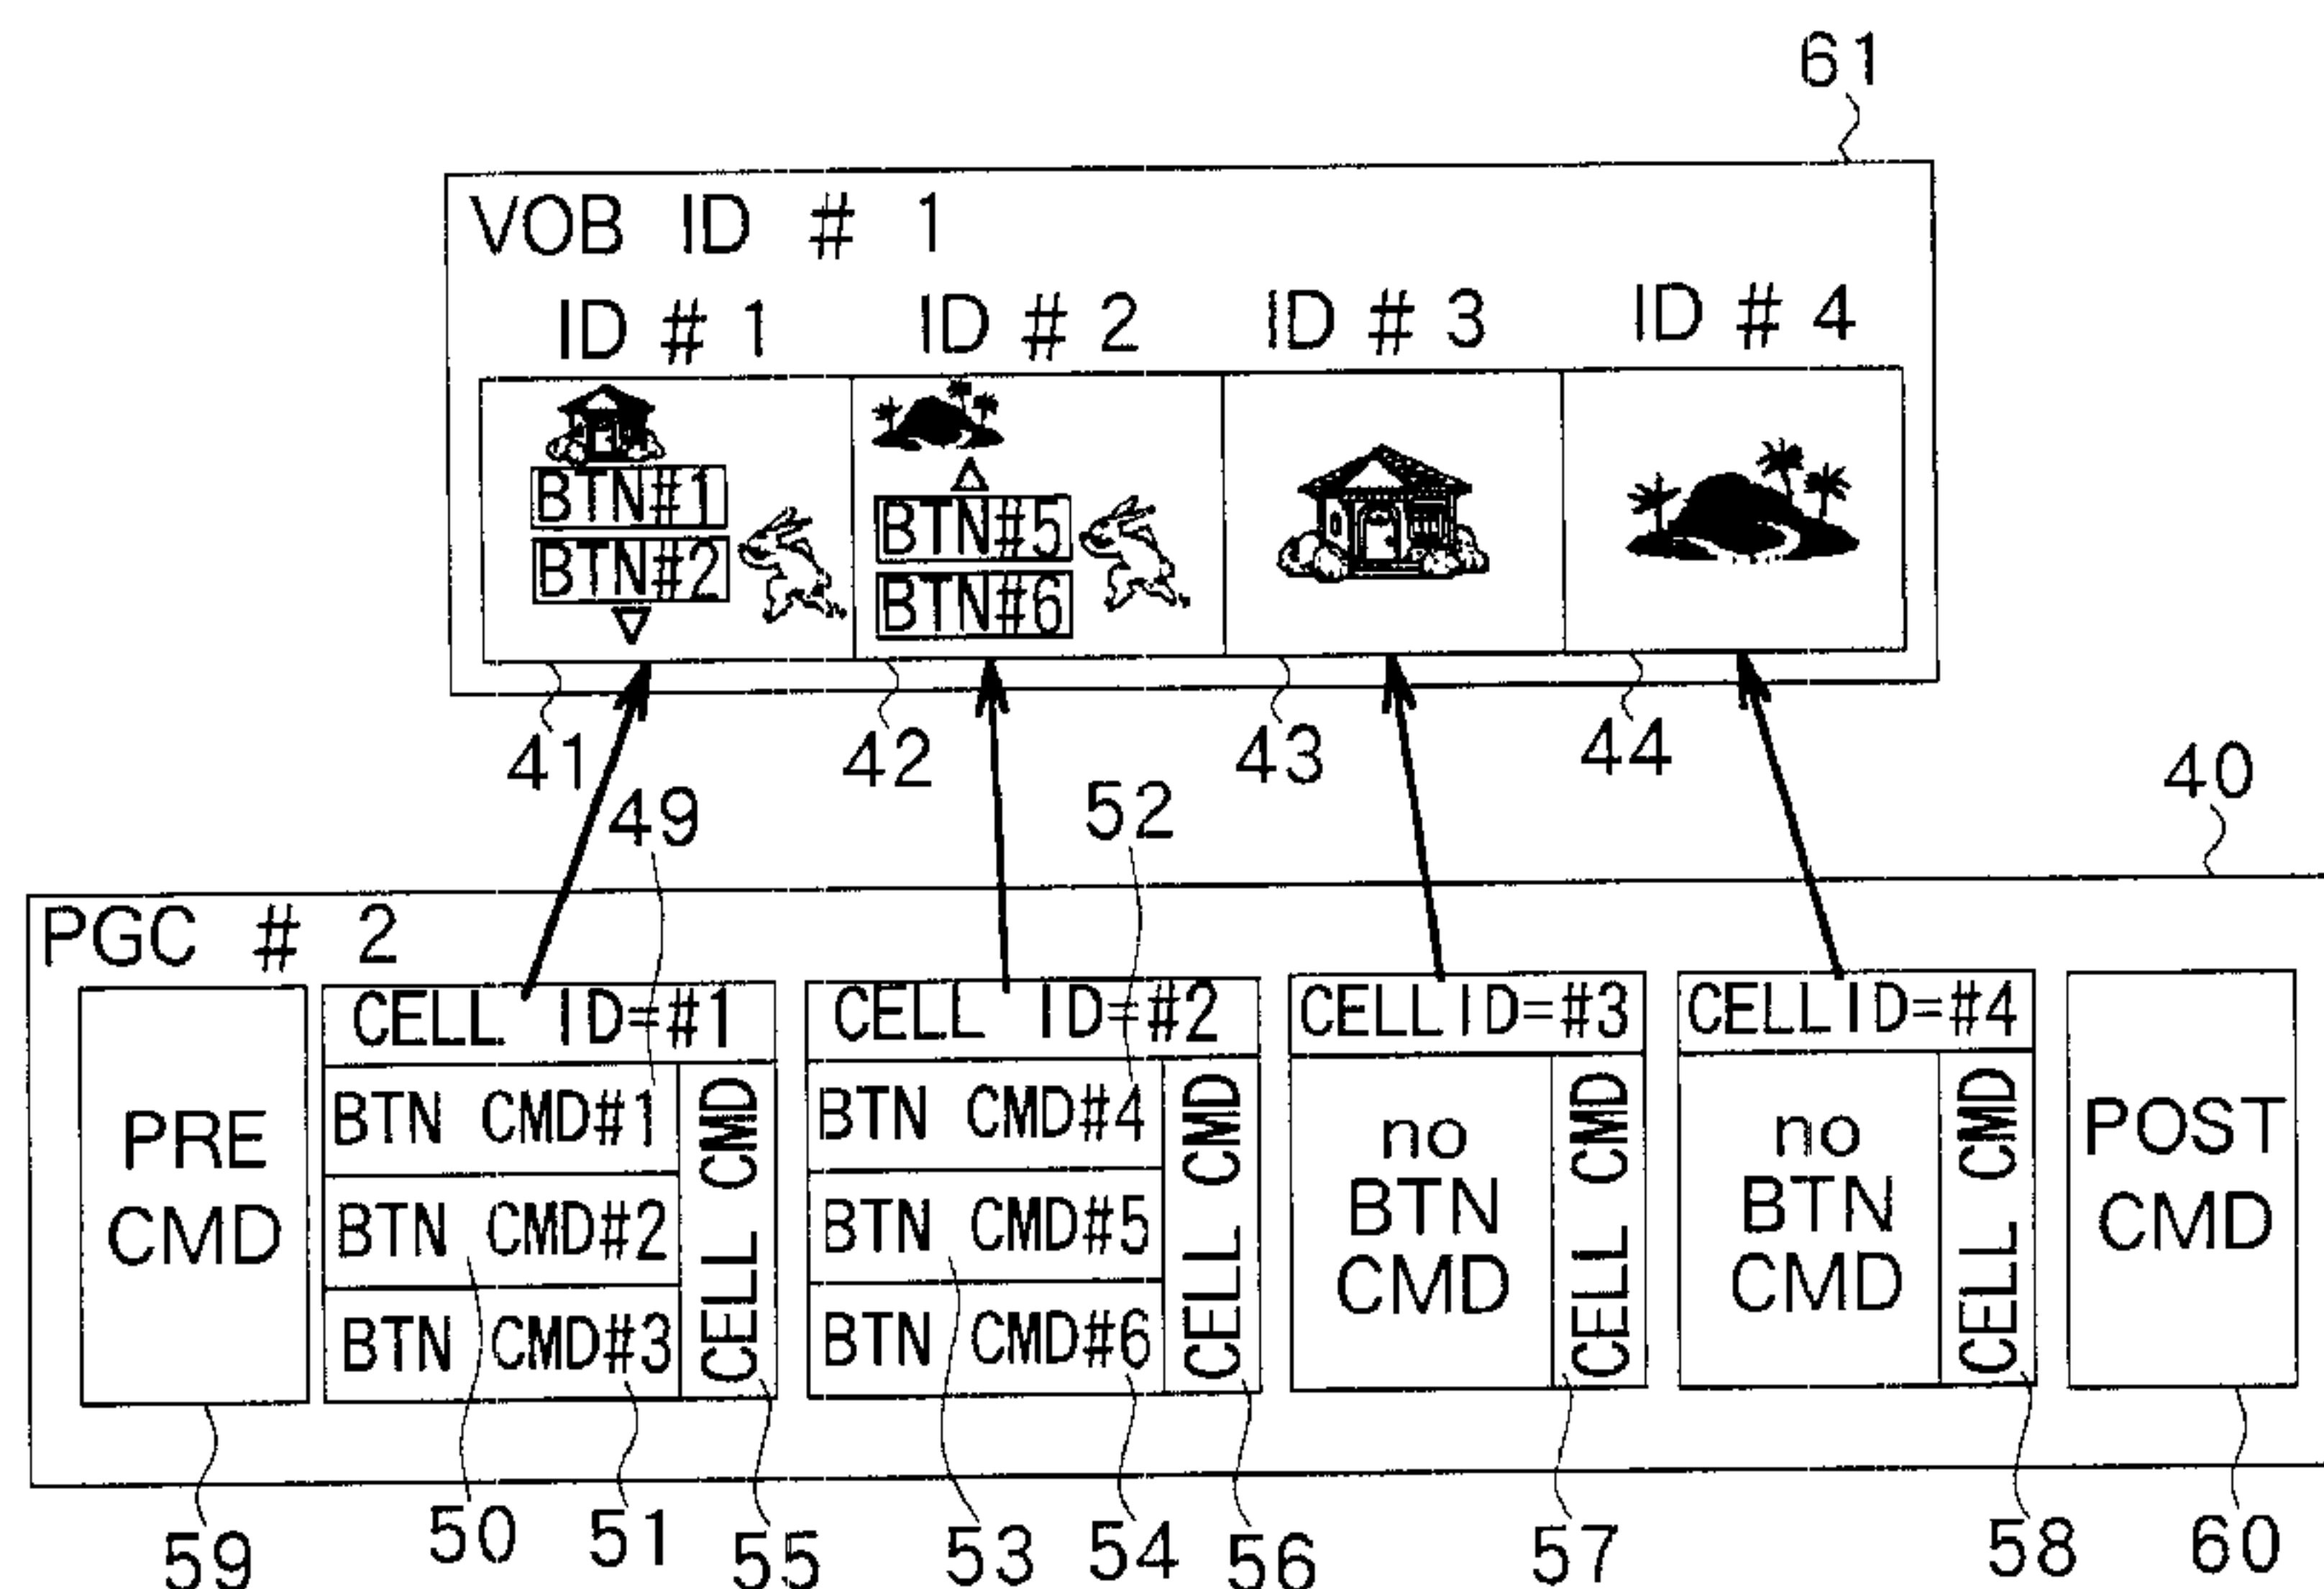 61
VOB ID # 1
ID # 1
ID # 2
ID # 3
ID # 4
BTN#1
BTN#2
BTN#5
BTN#6
41
42
43
44
49
52
40
PGC # 2
PRE
CMD
CELL ID=#1
BTN CMD#1
BTN CMD#2
BTN CMD#3
CELL CMD
CELL ID=#2
BTN CMD#4
BTN CMD#5
BTN CMD#6
CELL CMD
CELL ID=#3
no
BTN
CMD
CELL CMD
CELL ID=#4
no
BTN
CMD
CELL CMD
POST
CMD
59
50
51
55
53
54
56
57
58
60